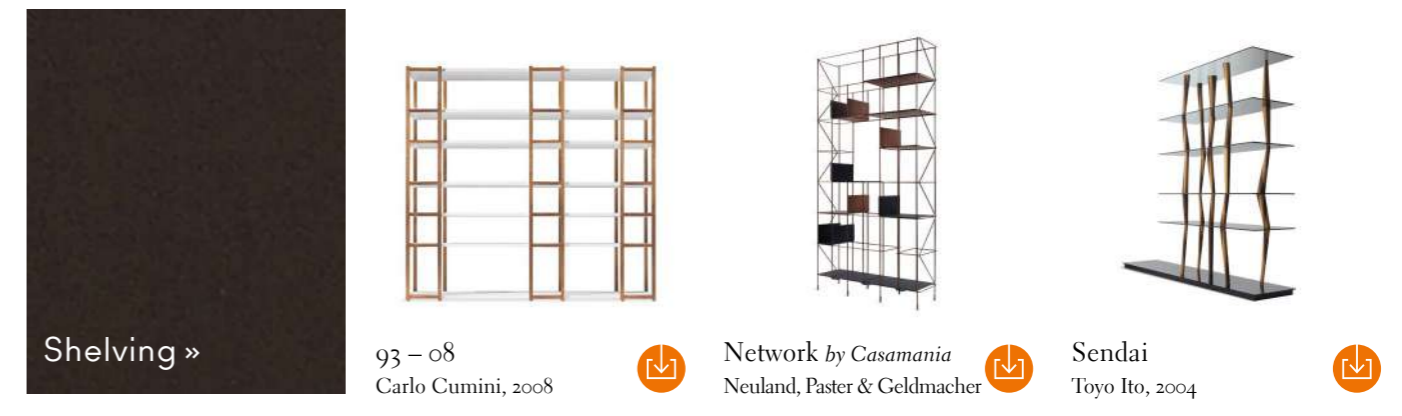 Shelving »
93 – 08
Carlo Cumini, 2008
Network by Casamania
Neuland, Paster & Geldmacher
Sendai
Toyo Ito, 2004